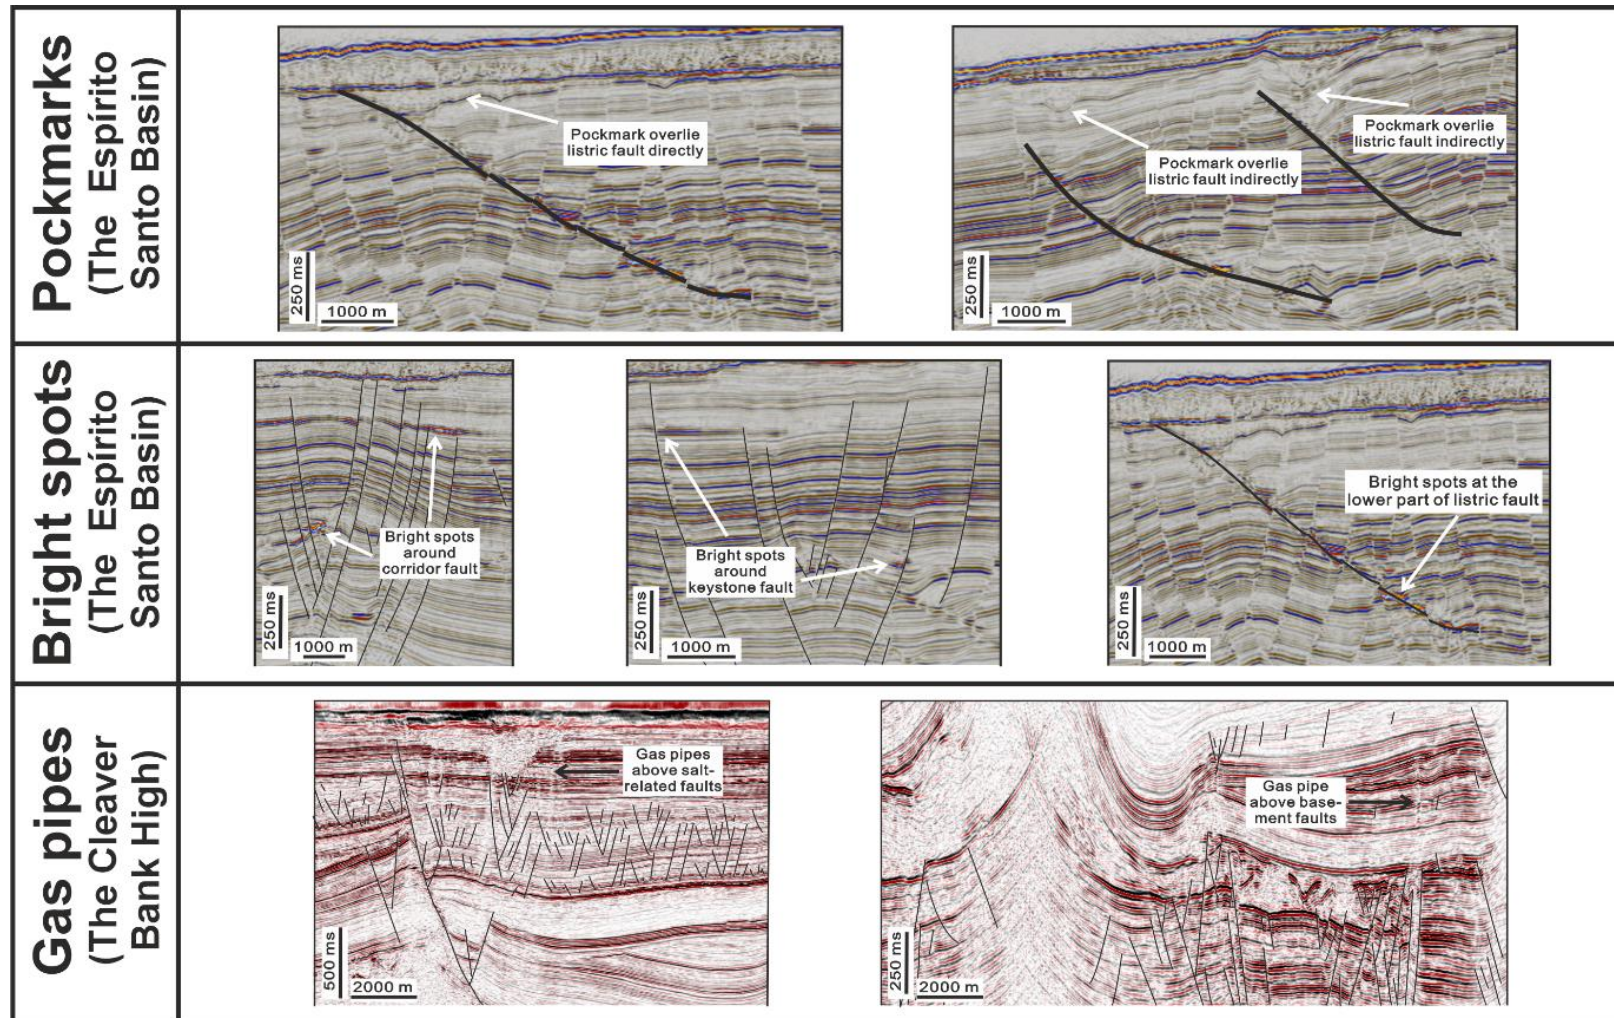 Pockmarks
(The Espírito
Santo Basin)
Pockmark overlie
listric fault directly
250 ms
1000 m
Pockmark overlie
listric fault indirectly
Pockmark overlie
listric fault indirectly
250 ms
1000 m
Bright spots
(The Espírito
Santo Basin)
Bright spots
around
corridor fault
250 ms
1000 m
Bright spots
around
keystone fault
250 ms
1000 m
Bright spots at the
lower part of listric fault
250 ms
1000 m
Gas pipes
(The Cleaver
Bank High)
Gas pipes
above salt-
related faults
500 ms
2000 m
Gas pipe
above base-
ment faults
250 ms
2000 m